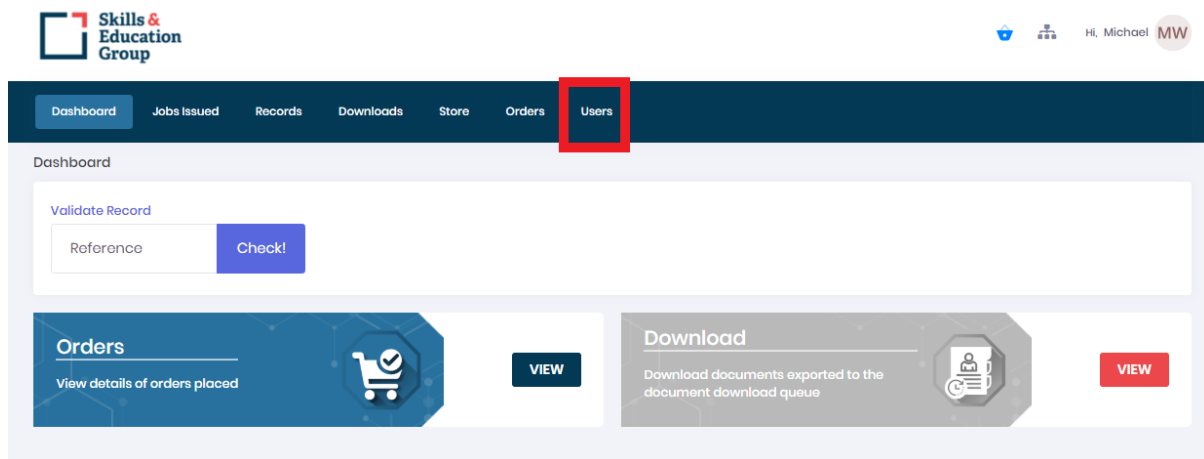 Skills &
Education
Group
Hi, Michael MW
Dashboard Jobs Issued Records Downloads Store Orders Users
Dashboard
Validate Record
Reference Check!
Orders
View details of orders placed
VIEW
Download
Download documents exported to the
document download queue
VIEW